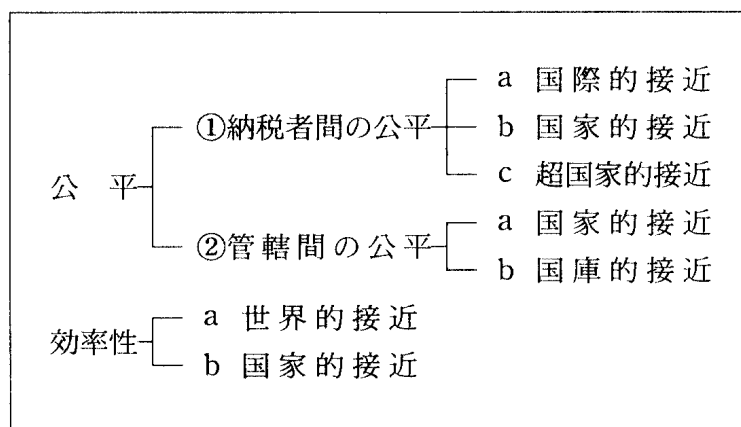 a 国際的接近
①納税者間の公平 b 国家的接近
c 超国家的接近
公 平
②管轄間の公平 a 国家的接近
b 国庫的接近
効率性 a 世界的接近
b 国家的接近